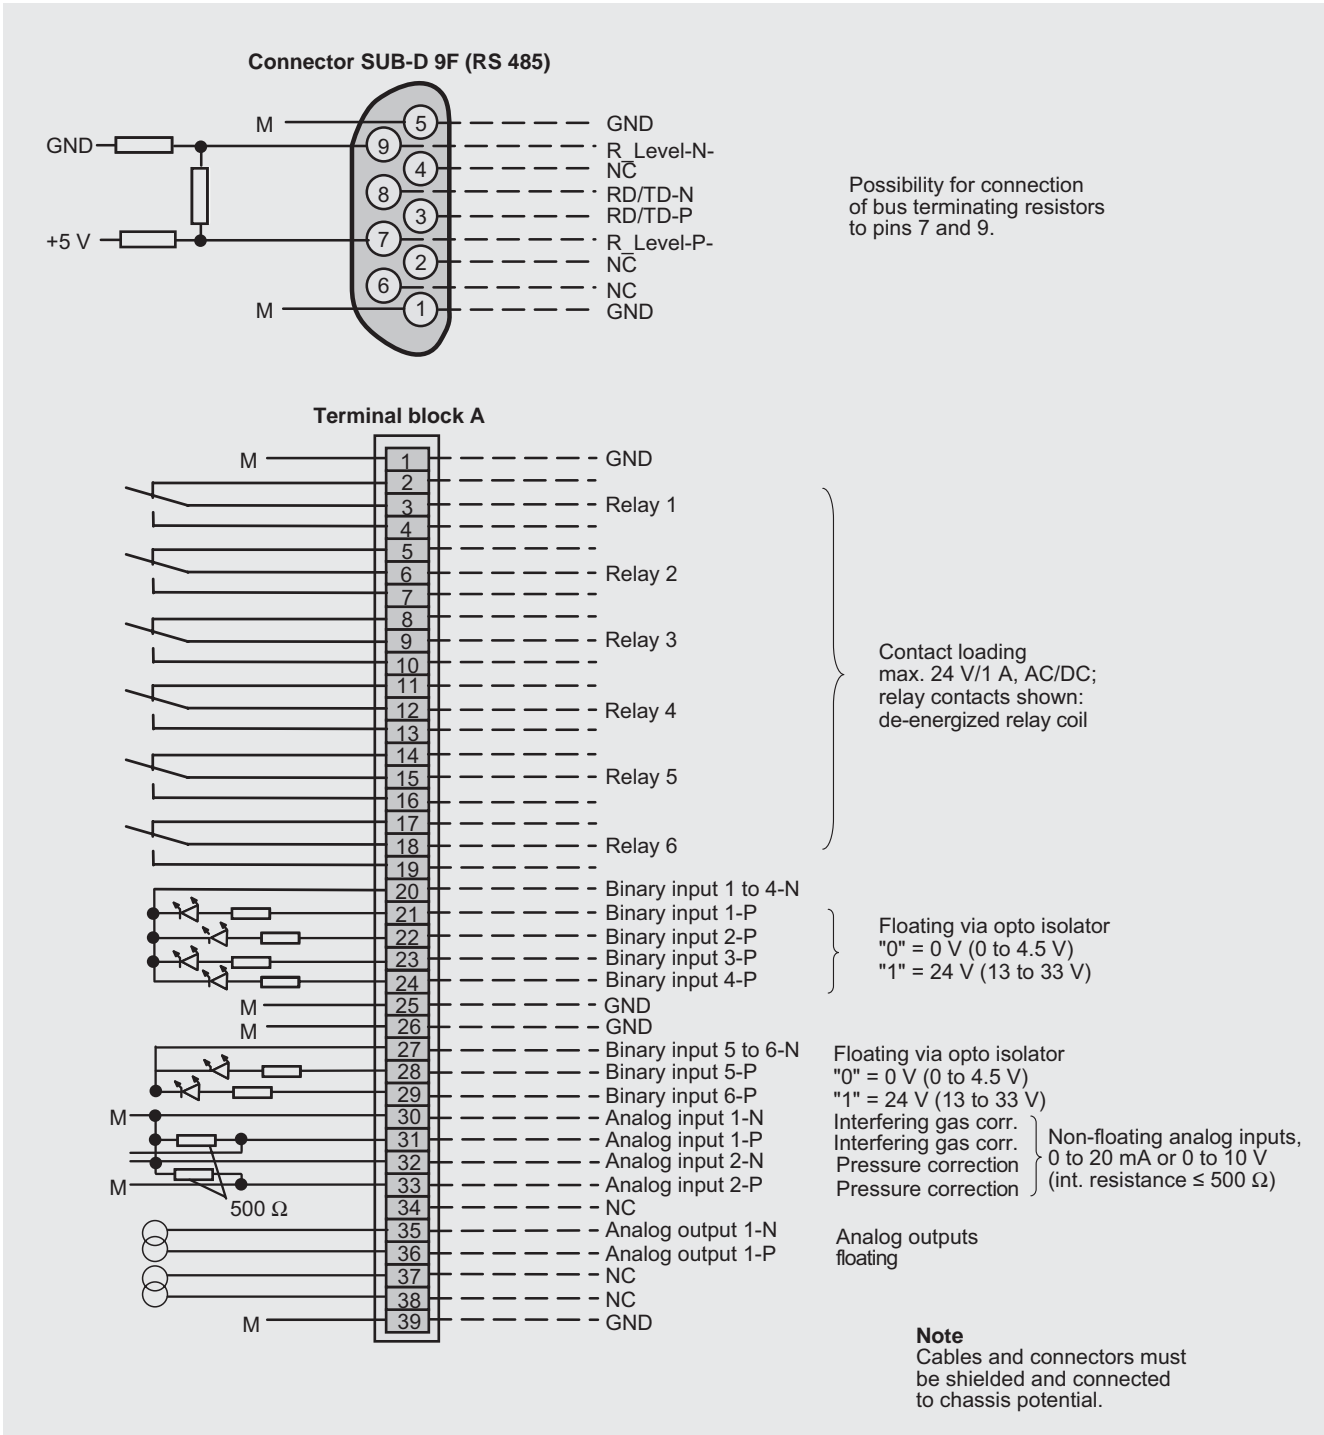 Connector SUB-D 9F (RS 485)
M 5 GND
GND 9 R_Level-N-
4 NC
8 RD/TD-N
3 RD/TD-P
+5 V 7 R_Level-P-
2 NC
6 NC
M 1 GND
Possibility for connection
of bus terminating resistors
to pins 7 and 9.
Terminal block A
M 1 GND
2
3 Relay 1
4
5
6 Relay 2
7
8
9 Relay 3
10
11
12 Relay 4
13
14
15 Relay 5
16
17
18 Relay 6
19
Contact loading
max. 24 V/1 A, AC/DC;
relay contacts shown:
de-energized relay coil
20 Binary input 1 to 4-N
21 Binary input 1-P
22 Binary input 2-P
23 Binary input 3-P
24 Binary input 4-P
Floating via opto isolator
"0" = 0 V (0 to 4.5 V)
"1" = 24 V (13 to 33 V)
M 25 GND
M 26 GND
27 Binary input 5 to 6-N
28 Binary input 5-P
29 Binary input 6-P
Floating via opto isolator
"0" = 0 V (0 to 4.5 V)
"1" = 24 V (13 to 33 V)
M 30 Analog input 1-N Interfering gas corr.
31 Analog input 1-P Interfering gas corr.
32 Analog input 2-N Pressure correction
M 33 Analog input 2-P Pressure correction
500 Ω
Non-floating analog inputs,
0 to 20 mA or 0 to 10 V
(int. resistance ≤ 500 Ω)
34 NC
35 Analog output 1-N
36 Analog output 1-P
Analog outputs
floating
37 NC
38 NC
M 39 GND
Note
Cables and connectors must
be shielded and connected
to chassis potential.